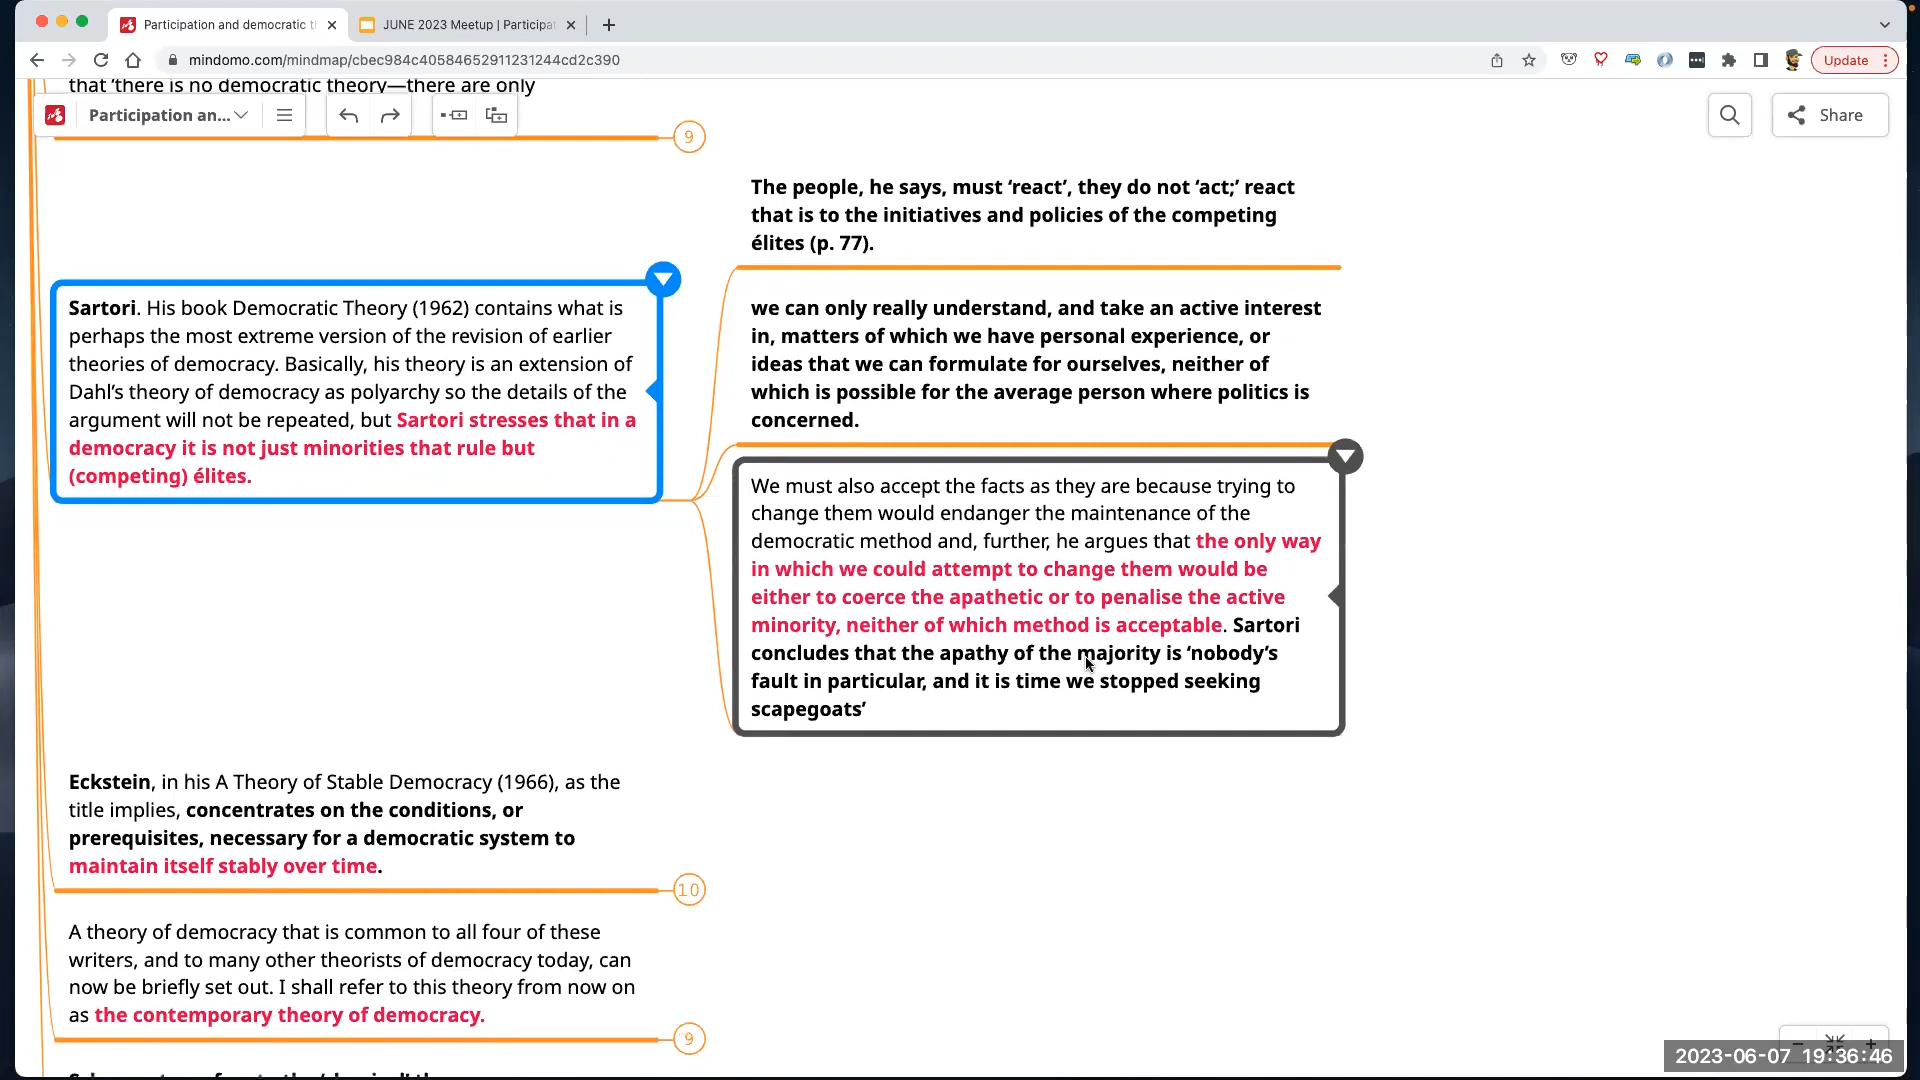 Participation and democratic t
JUNE 2023 Meetup | Participat
mindomo.com/mindmap/cbec984c40584652911231244cd2c390
Update
that ‘there is no democratic theory—there are only
Participation an...
Share
9
The people, he says, must ‘react’, they do not ‘act;’ react
that is to the initiatives and policies of the competing
élites (p. 77).
Sartori. His book Democratic Theory (1962) contains what is
perhaps the most extreme version of the revision of earlier
theories of democracy. Basically, his theory is an extension of
Dahl’s theory of democracy as polyarchy so the details of the
argument will not be repeated, but Sartori stresses that in a
democracy it is not just minorities that rule but
(competing) élites.
we can only really understand, and take an active interest
in, matters of which we have personal experience, or
ideas that we can formulate for ourselves, neither of
which is possible for the average person where politics is
concerned.
We must also accept the facts as they are because trying to
change them would endanger the maintenance of the
democratic method and, further, he argues that the only way
in which we could attempt to change them would be
either to coerce the apathetic or to penalise the active
minority, neither of which method is acceptable. Sartori
concludes that the apathy of the majority is ‘nobody’s
fault in particular, and it is time we stopped seeking
scapegoats’
Eckstein, in his A Theory of Stable Democracy (1966), as the
title implies, concentrates on the conditions, or
prerequisites, necessary for a democratic system to
maintain itself stably over time.
10
A theory of democracy that is common to all four of these
writers, and to many other theorists of democracy today, can
now be briefly set out. I shall refer to this theory from now on
as the contemporary theory of democracy.
9
2023-06-07 19:36:46